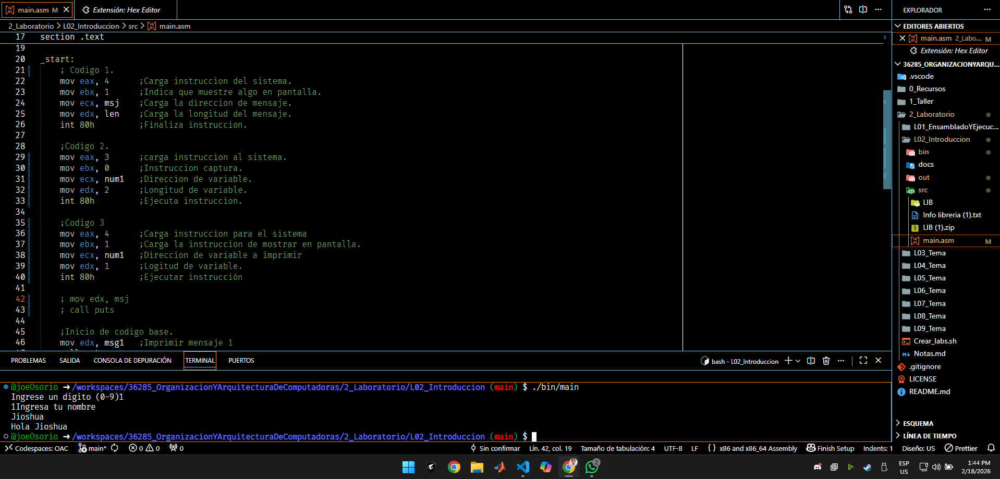 main.asm M
Extensión: Hex Editor
2_Laboratorio > L02_Introduccion > src > main.asm
17 section .text
19
20 _start:
21 ; Codigo 1.
22 mov eax, 4 ;Carga instruccion del sistema.
23 mov ebx, 1 ;Indica que muestre algo en pantalla.
24 mov ecx, msj ;Carga la direccion de mensaje.
25 mov edx, len ;Carga la longitud del mensaje.
26 int 80h ;Finaliza instruccion.
27
28 ;Codigo 2.
29 mov eax, 3 ;carga instruccion al sistema.
30 mov ebx, 0 ;Instruccion captura.
31 mov ecx, num1 ;Direccion de variable.
32 mov edx, 2 ;Longitud de variable.
33 int 80h ;Ejecuta instruccion.
34
35 ;Codigo 3
36 mov eax, 4 ;Carga instruccion para el sistema
37 mov ebx, 1 ;Carga la instruccion de mostrar en pantalla.
38 mov ecx, num1 ;Direccion de variable a imprimir
39 mov edx, 1 ;Logitud de variable.
40 int 80h ;Ejecutar instrucción
41
42 ; mov edx, msj
43 ; call puts
44
45 ;Inicio de codigo base.
46 mov edx, msg1 ;Imprimir mensaje 1
PROBLEMAS SALIDA CONSOLA DE DEPURACIÓN TERMINAL PUERTOS
bash - L02_Introduccion
@joeOsorio ➜ /workspaces/36285_OrganizacionYArquitecturaDeComputadoras/2_Laboratorio/L02_Introduccion (main) $ ./bin/main
Ingrese un digito (0-9)1
1Ingresa tu nombre
Jioshua
Hola Jioshua
@joeOsorio ➜ /workspaces/36285_OrganizacionYArquitecturaDeComputadoras/2_Laboratorio/L02_Introduccion (main) $
EXPLORADOR
EDITORES ABIERTOS
main.asm 2_Labo... M
Extensión: Hex Editor
36285_ORGANIZACIONYARQU...
.vscode
0_Recursos
1_Taller
2_Laboratorio
L01_EnsambladoYEjecuc...
L02_Introduccion
bin
docs
out
src
LIB
Info libreria (1).txt
LIB (1).zip
main.asm M
L03_Tema
L04_Tema
L05_Tema
L06_Tema
L07_Tema
L08_Tema
L09_Tema
Crear_labs.sh
Notas.md
.gitignore
LICENSE
README.md
ESQUEMA
LÍNEA DE TIEMPO
Codespaces: OAC main* 0 0 0 Sin confirmar Lín. 42, col. 19 Tamaño de tabulación: 4 UTF-8 LF { } x86 and x86_64 Assembly Finish Setup Indents: 1 Diseño: US Prettier
2
ESP
US
1:44 PM
2/18/2026